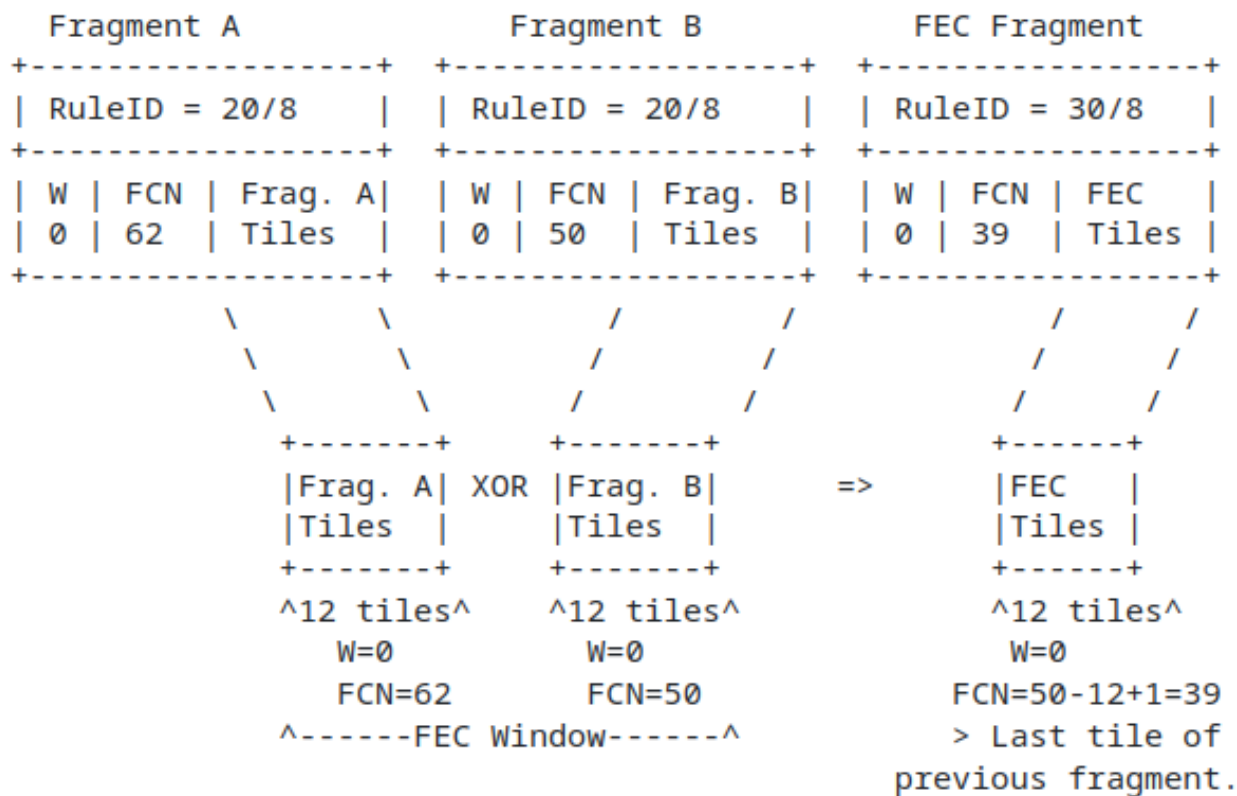 Fragment A              Fragment B           FEC Fragment
+------------------+  +------------------+  +-----------------+
| RuleID = 20/8    |  | RuleID = 20/8    |  | RuleID = 30/8   |
+------------------+  +------------------+  +-----------------+
| W | FCN | Frag. A|  | W | FCN | Frag. B|  | W | FCN | FEC   |
| 0 | 62  | Tiles  |  | 0 | 50  | Tiles  |  | 0 | 39  | Tiles |
+------------------+  +------------------+  +-----------------+
           \       \           /        /             /      /
            \       \         /        /             /      /
             \       \       /        /             /      /
              +-------+     +-------+              +------+
              |Frag. A| XOR |Frag. B|      =>      |FEC   |
              |Tiles  |     |Tiles  |              |Tiles |
              +-------+     +-------+              +------+
              ^12 tiles^    ^12 tiles^             ^12 tiles^
                 W=0          W=0                   W=0
                 FCN=62       FCN=50             FCN=50-12+1=39
              ^------FEC Window------^           > Last tile of
                                              previous fragment.